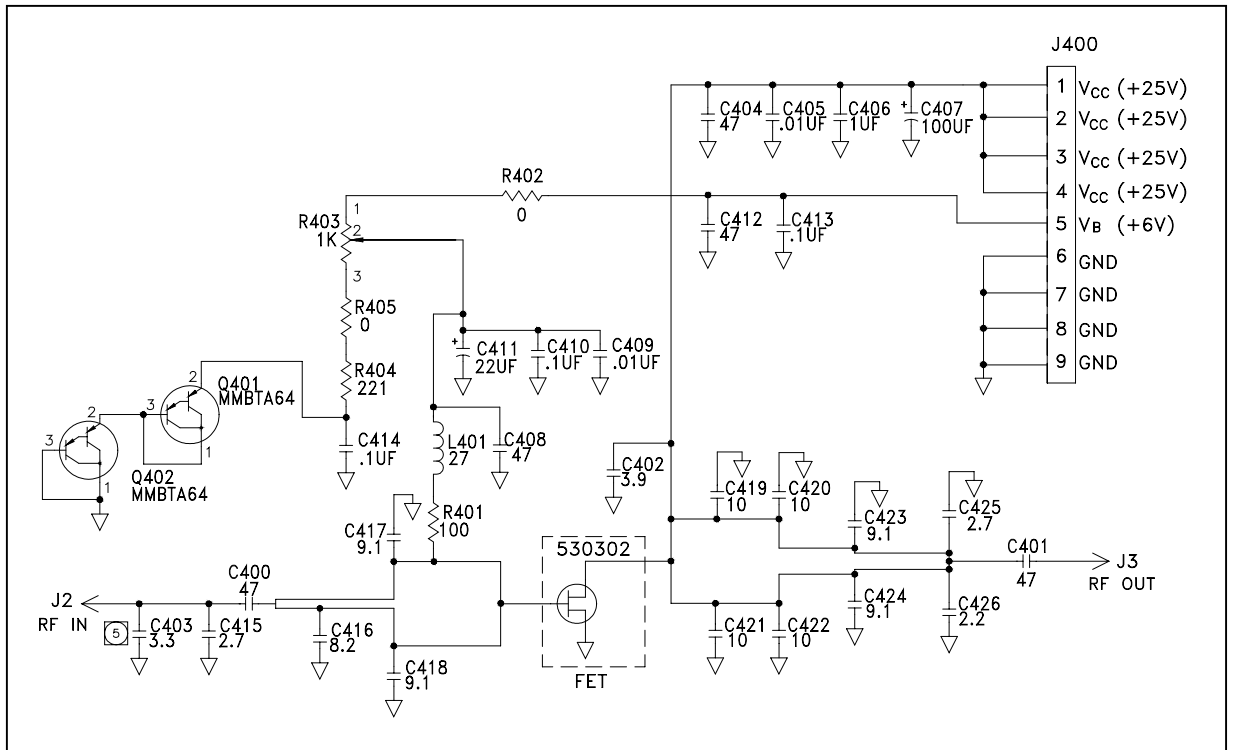 J400
1 VCC (+25V)
2 VCC (+25V)
3 VCC (+25V)
4 VCC (+25V)
5 VB (+6V)
6 GND
7 GND
8 GND
9 GND
C404
47
C405
.01UF
C406
1UF
+
C407
100UF
R402
0
C412
47
C413
.1UF
1
R403
1K
2
3
R405
0
R404
221
+
C411
22UF
C410
.1UF
C409
.01UF
2
Q401
MMBTA64
3
1
2
3
1
Q402
MMBTA64
C414
.1UF
L401
27
C408
47
R401
100
C417
9.1
C402
3.9
C419
10
C420
10
C423
9.1
C425
2.7
530302
FET
C401
47
J3
RF OUT
C400
47
J2
RF IN
5
C403
3.3
C415
2.7
C416
8.2
C418
9.1
C421
10
C422
10
C424
9.1
C426
2.2